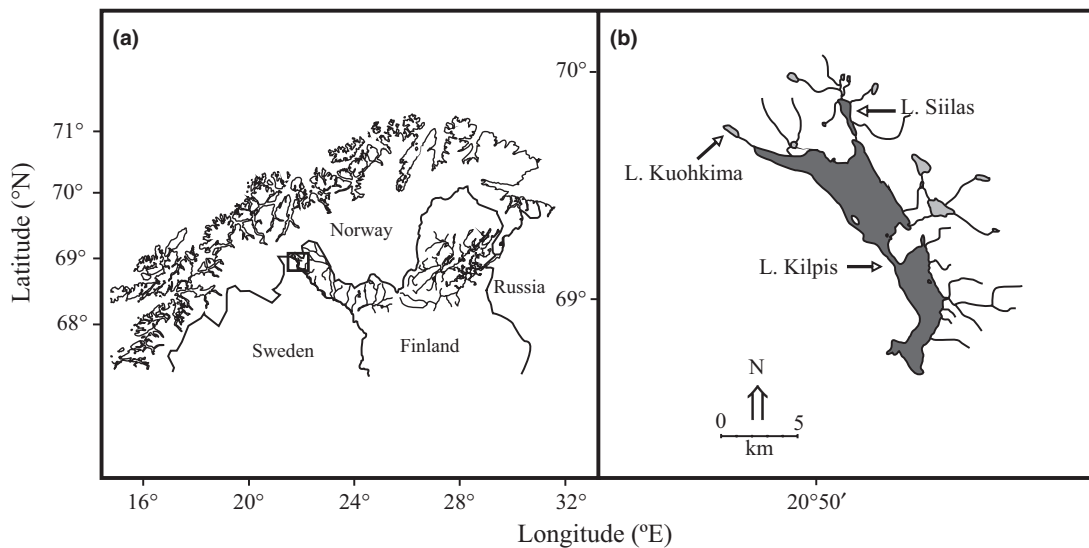 (a)
71°
70°
69°
68°
Latitude (°N)
Norway
Russia
Sweden
Finland
16°
20°
24°
28°
32°
(b)
70°
69°
L. Siilas
L. Kuohkima
L. Kilpis
N
0 5
km
20°50′
Longitude (ºE)